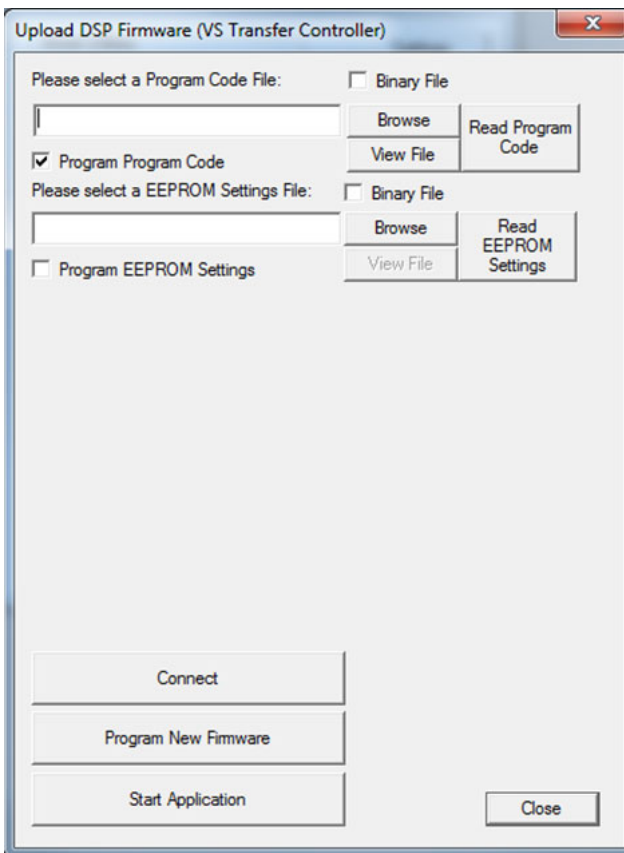 Upload DSP Firmware (VS Transfer Controller)
Please select a Program Code File:
Binary File
Browse
Read Program
Code
View File
Program Program Code
Please select a EEPROM Settings File:
Binary File
Browse
Read
EEPROM
Settings
View File
Program EEPROM Settings
Connect
Program New Firmware
Start Application
Close